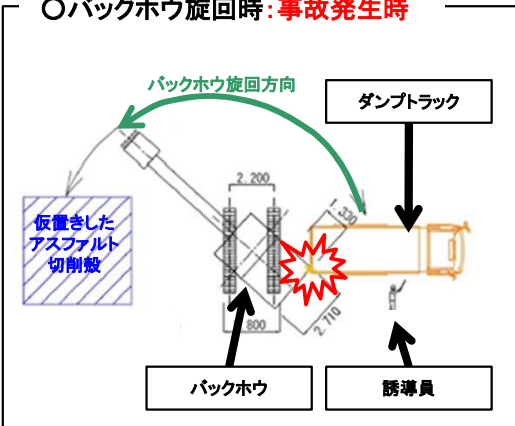 〇バックホウ旋回時:事故発生時
バックホウ旋回方向
ダンプトラック
2.200
1.330
仮置きした
アスファルト
切削殻
2.710
800
バックホウ
誘導員